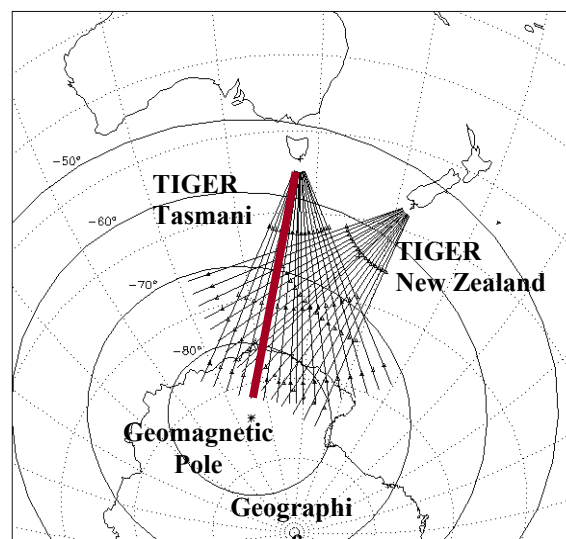 -50°
TIGER
Tasmani
-60°
TIGER
New Zealand
-70°
-80°
Geomagnetic
Pole
Geographi